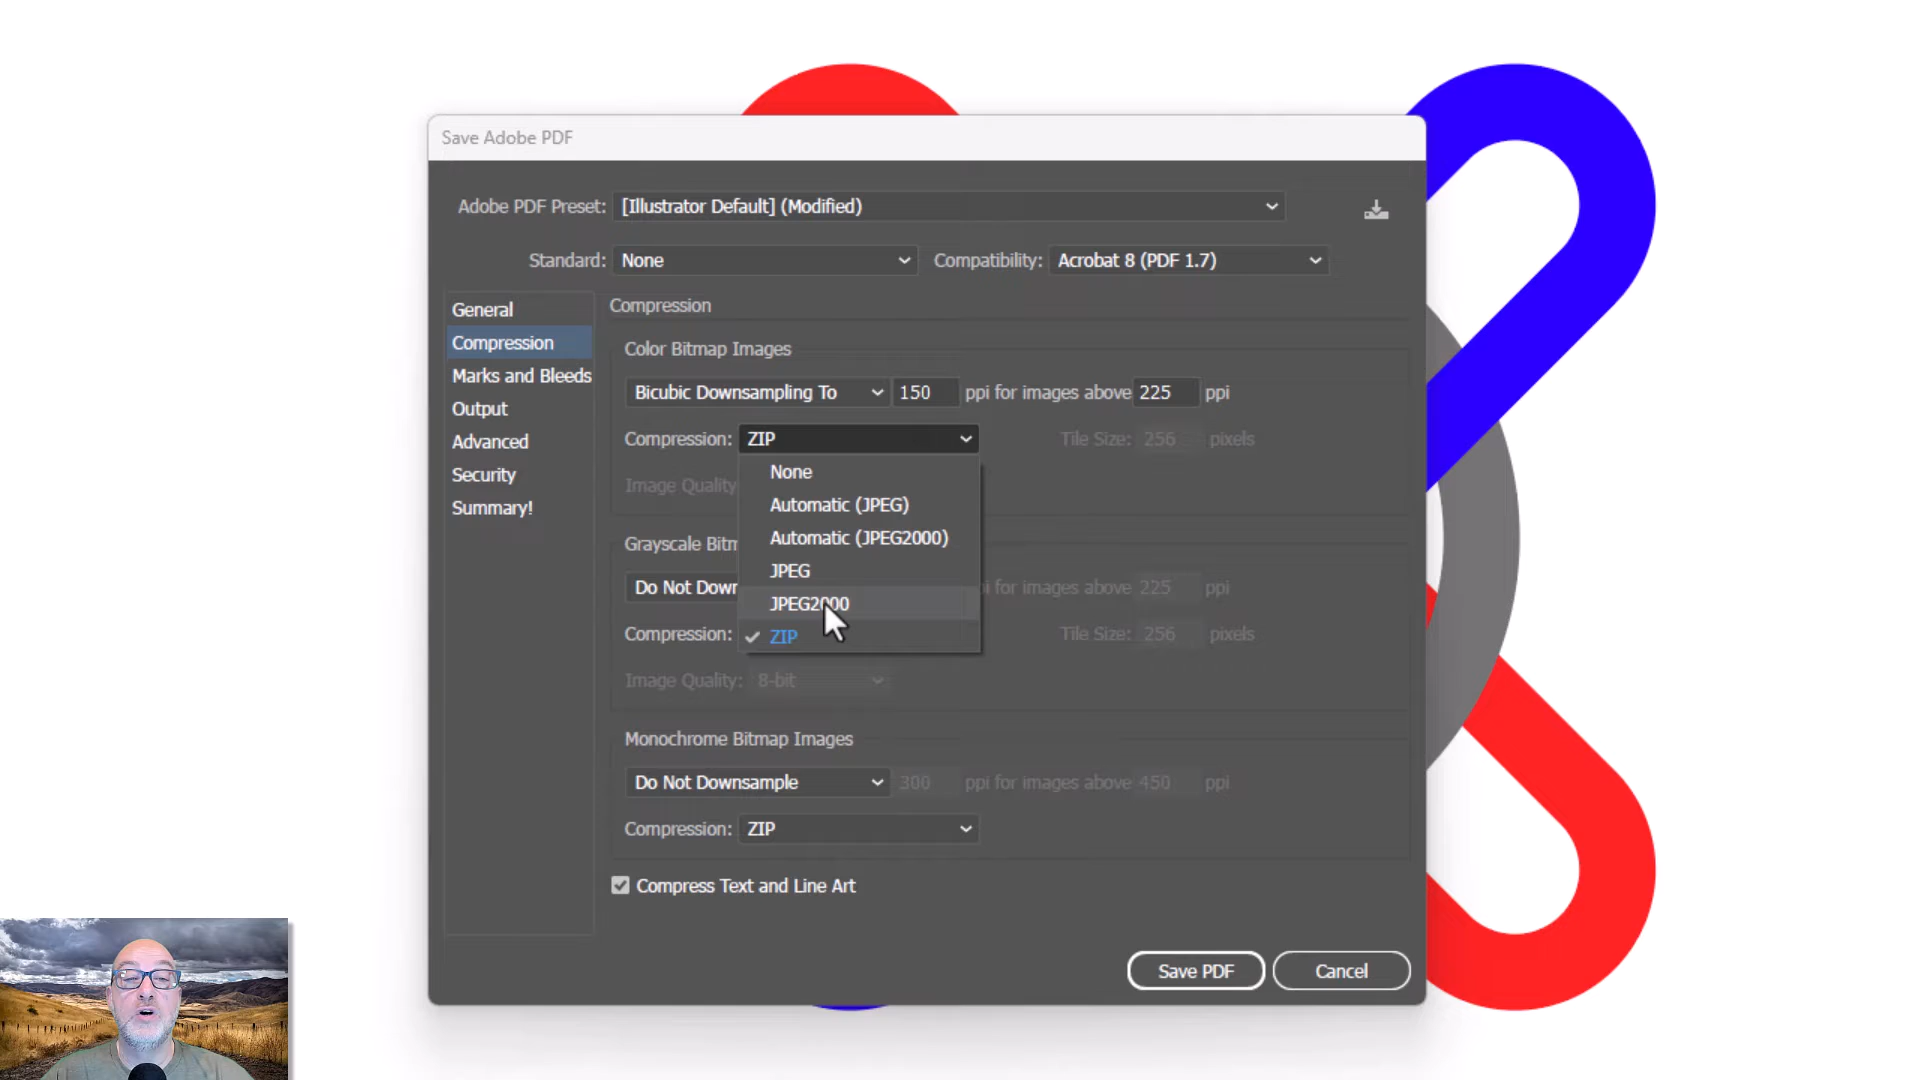 Save Adobe PDF
Adobe PDF Preset: [Illustrator Default] (Modified)
Standard: None Compatibility: Acrobat 8 (PDF 1.7)
General
Compression
Marks and Bleeds
Output
Advanced
Security
Summary!
Compression
Color Bitmap Images
Bicubic Downsampling To 150 ppi for images above 225 ppi
Compression: ZIP Tile Size: 256 pixels
None
Automatic (JPEG)
Automatic (JPEG2000)
JPEG
JPEG2000
ZIP
Image Quality
Grayscale Bitm
Do Not Down pi for images above 225 ppi
Compression: Tile Size: 256 pixels
Image Quality: 8-bit
Monochrome Bitmap Images
Do Not Downsample 300 ppi for images above 450 ppi
Compression: ZIP
Compress Text and Line Art
Save PDF Cancel